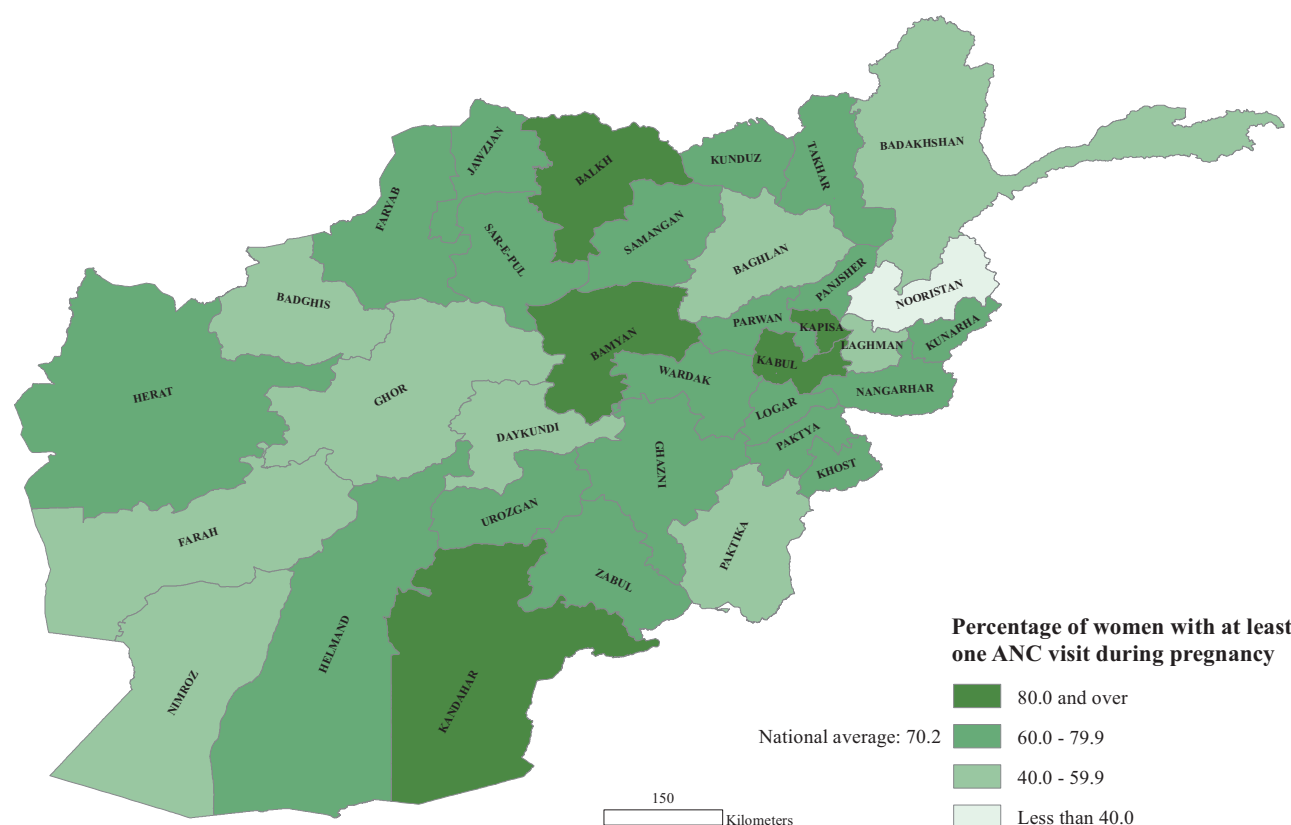 BADAKHSHAN
JAWZJAN
BALKH
KUNDUZ
TAKHAR
FARYAB
SAR-E-PUL
SAMANGAN
BAGHLAN
PANJSHER
NOORISTAN
BADGHIS
PARWAN
KAPISA
KUNARHA
LAGHMAN
BAMYAN
KABUL
WARDAK
HERAT
GHOR
NANGARHAR
LOGAR
DAYKUNDI
PAKTYA
GHAZNI
KHOST
UROZGAN
FARAH
PAKTIKA
ZABUL
HELMAND
NIMROZ
KANDAHAR
Percentage of women with at least
one ANC visit during pregnancy
80.0 and over
National average: 70.2
60.0 - 79.9
40.0 - 59.9
Less than 40.0
150
Kilometers